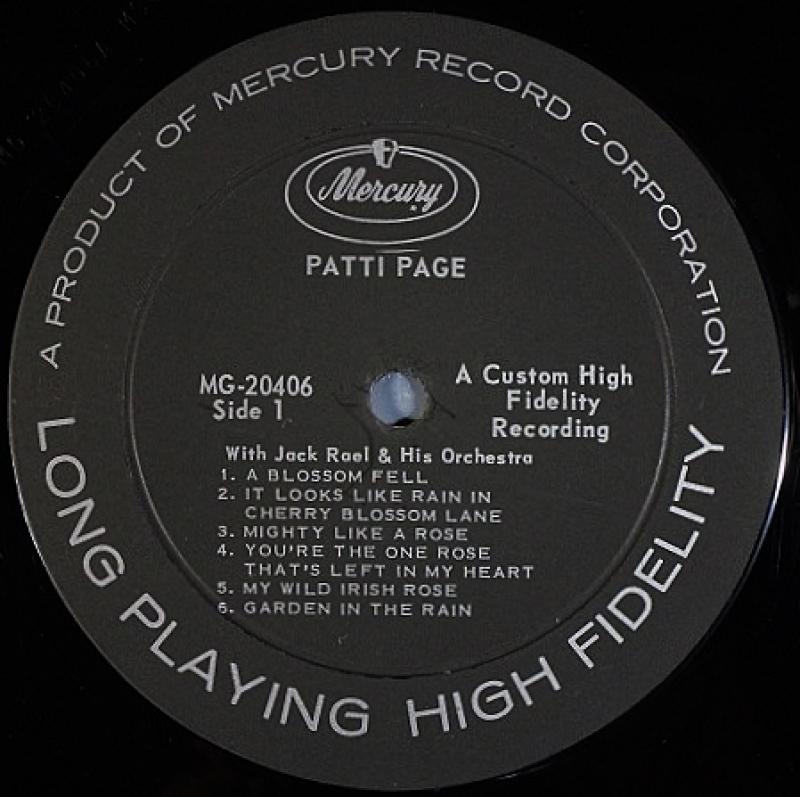 A PRODUCT OF MERCURY RECORD CORPORATION
Mercury
PATTI PAGE
MG-20406
Side 1
A Custom High
Fidelity
Recording
With Jack Rael & His Orchestra
1. A BLOSSOM FELL
2. IT LOOKS LIKE RAIN IN
CHERRY BLOSSOM LANE
3. MIGHTY LIKE A ROSE
4. YOU'RE THE ONE ROSE
THAT'S LEFT IN MY HEART
5. MY WILD IRISH ROSE
6. GARDEN IN THE RAIN
LONG PLAYING HIGH FIDELITY